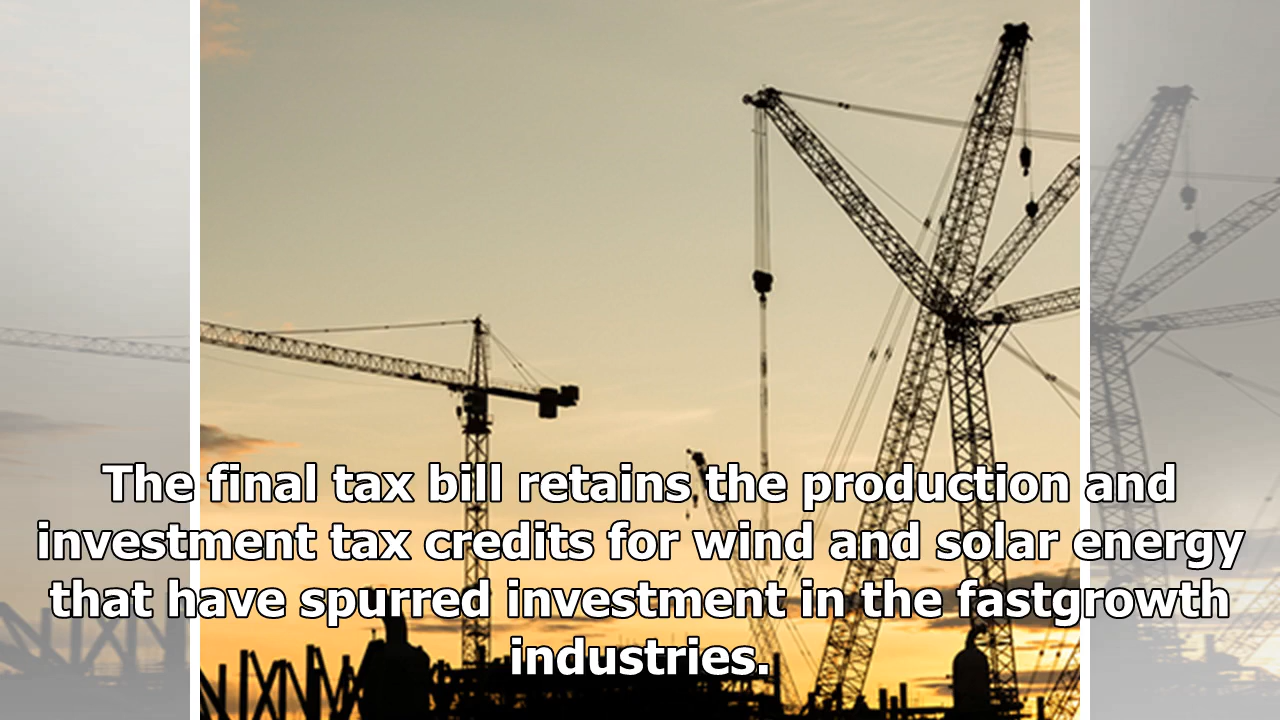 The final tax bill retains the production and
investment tax credits for wind and solar energy
that have spurred investment in the fastgrowth
industries.